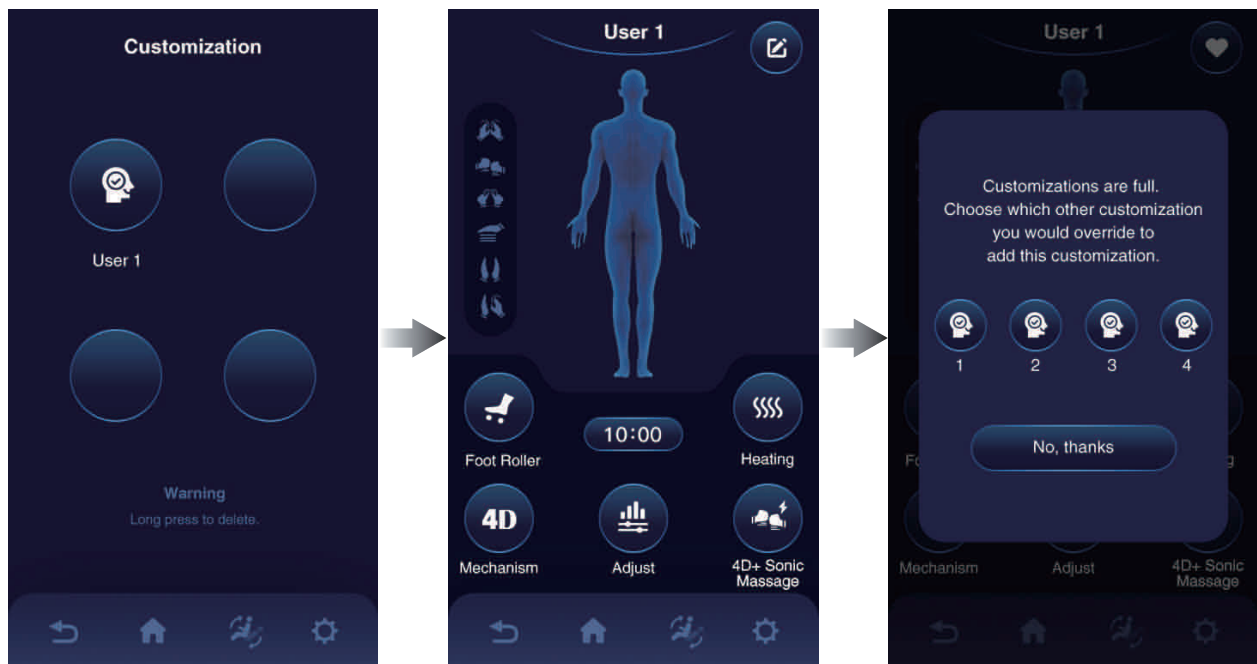 Customization
User 1
Warning
Long press to delete.
User 1
10:00
Foot Roller
Heating
4D
Mechanism
Adjust
4D+ Sonic
Massage
User 1
Customizations are full.
Choose which other customization
you would override to
add this customization.
1 2 3 4
No, thanks
Fo
g
Mechanism
Adjust
4D+ Sonic
Massage